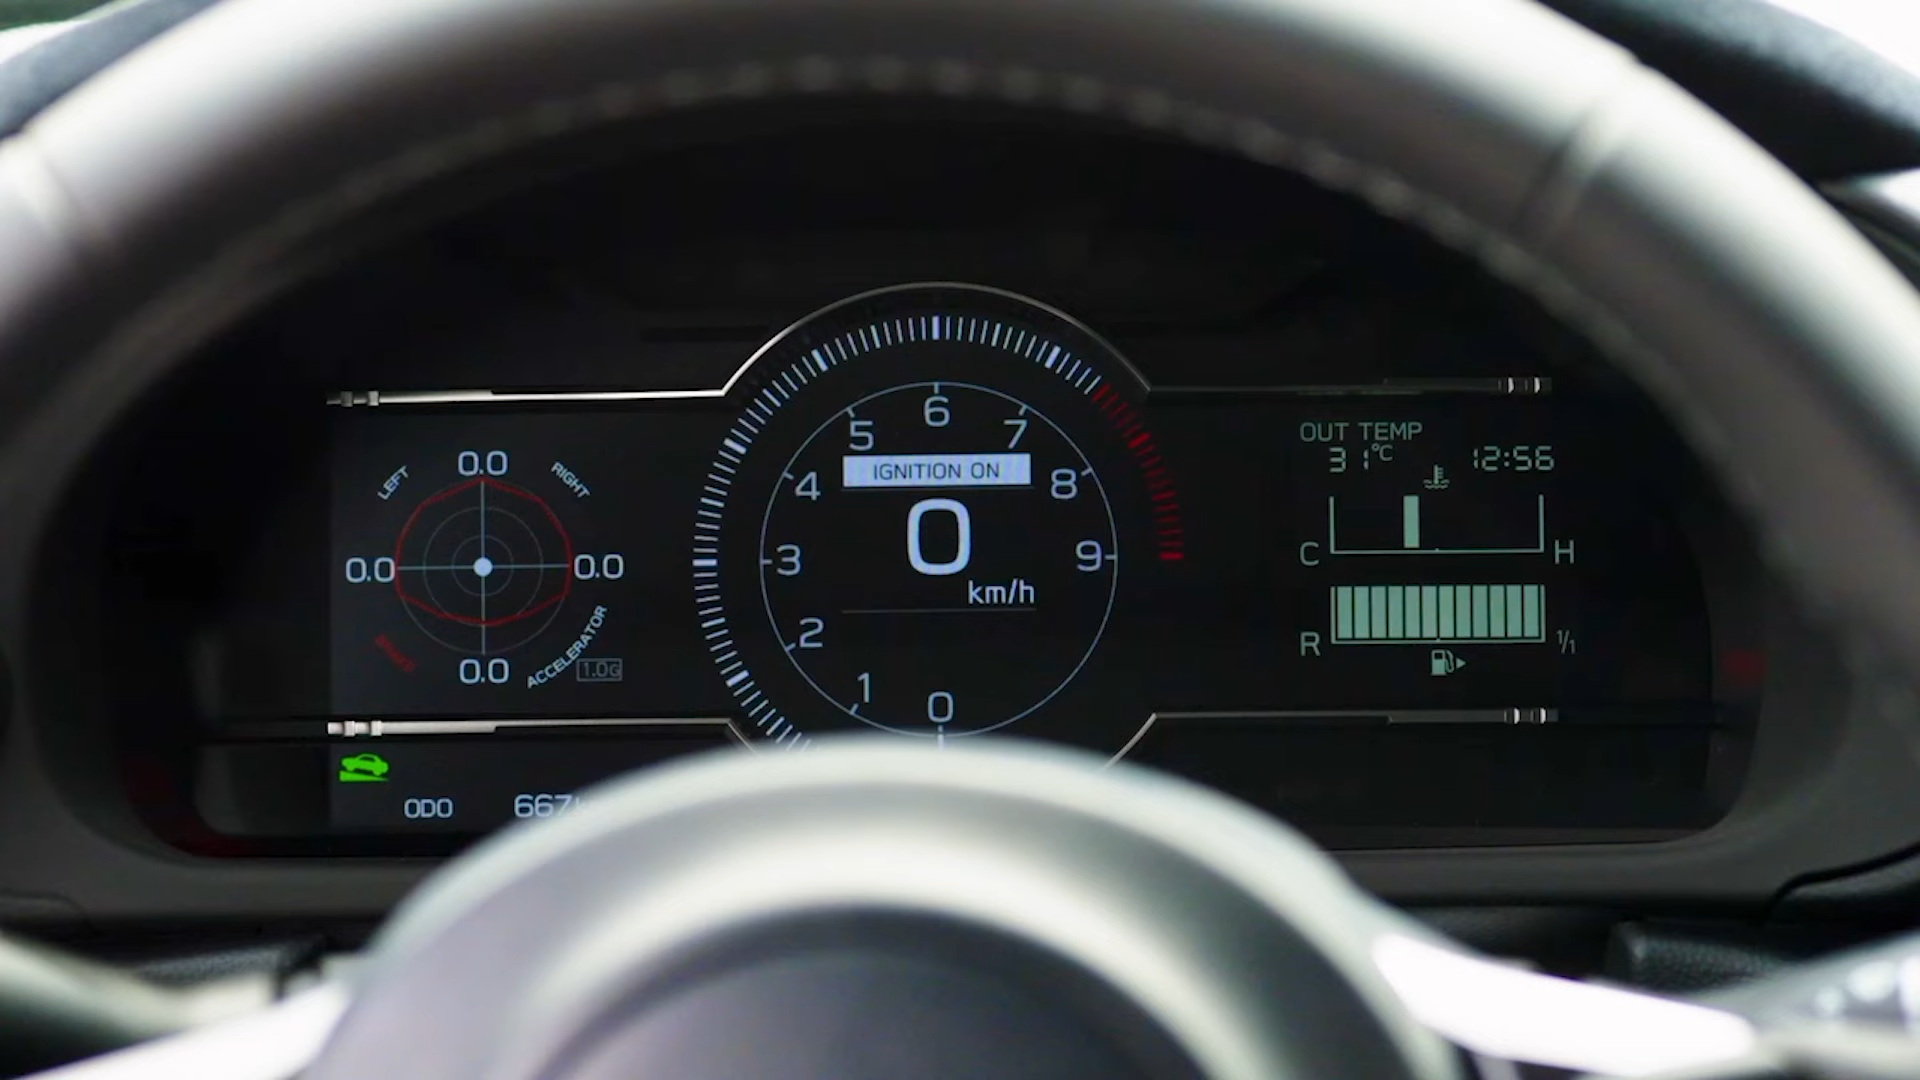 LEFT
0.0
RIGHT
0.0
0.0
BRAKE
0.0
ACCELERATOR
1.0G
ODO
667
0
1
2
3
4
5
6
7
8
9
IGNITION ON
0
km/h
OUT TEMP
31°C
12:56
C
H
R
1/1